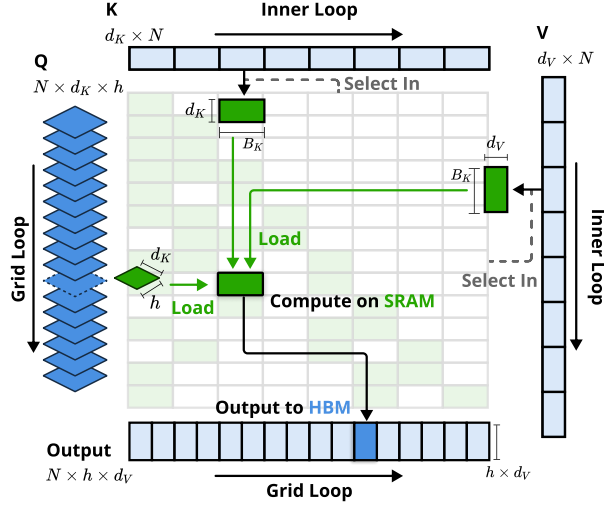 K
Inner Loop
d_K × N
V
d_V × N
Q
N × d_K × h
Select In
d_K
B_K
d_V
B_K
Grid Loop
Inner Loop
Load
d_K
h
Load
Select In
Compute on SRAM
Output to HBM
Output
N × h × d_V
h × d_V
Grid Loop